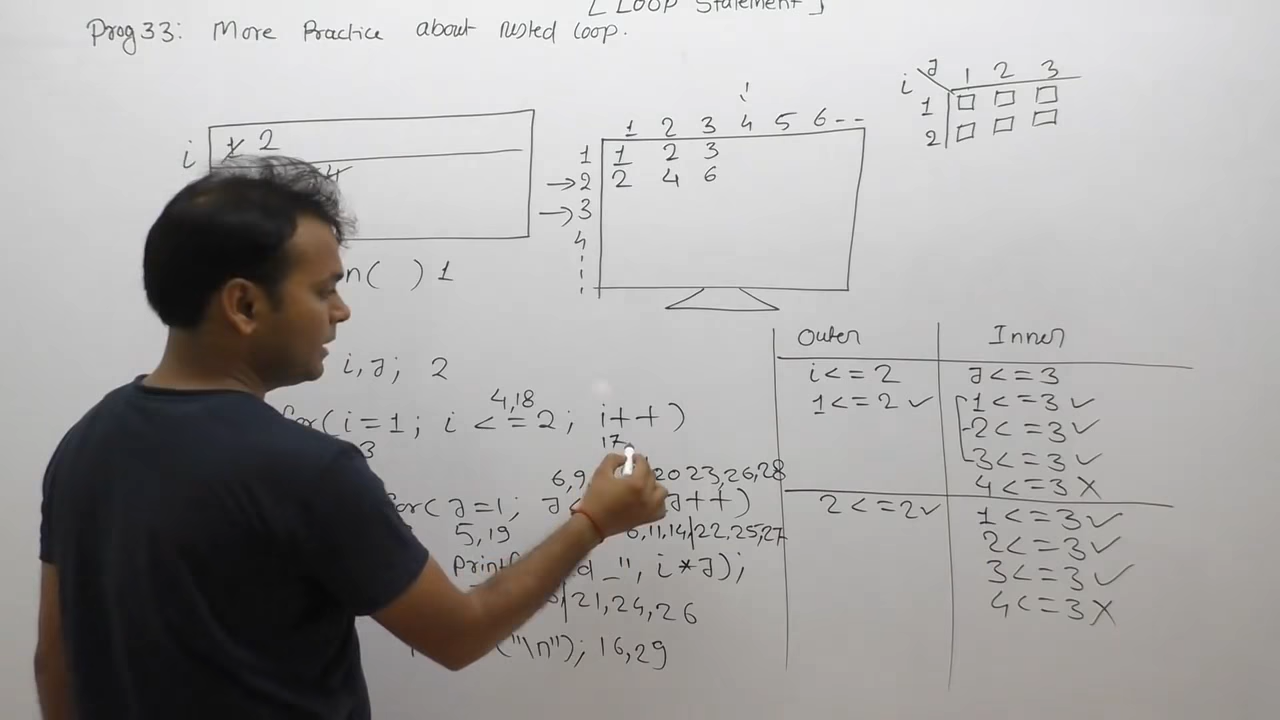 [ LOOP Statement ]
Prog 33: More Practice about nested loop.
i 1 2
4
n( ) 1
i,J; 2
1 2 3 4 5 6 - -
1 1 2 3
→2 2 4 6
→3
4
J 1 2 3
i
1
2
for(i=1; i <= 2; i++)
4,18
3
17
6,9 20 23,26,28
for(J=1; J< J++)
5,19
11,14/22,25,27
Printf d _", i*J);
/21,24,26
("\n"); 16,29
Outer Inner
i<=2 J<=3
1<=2 ✓ 1<=3 ✓
2<=3 ✓
3<=3 ✓
4<=3 X
2<=2 ✓ 1<=3 ✓
2<=3 ✓
3<=3 ✓
4<=3 X